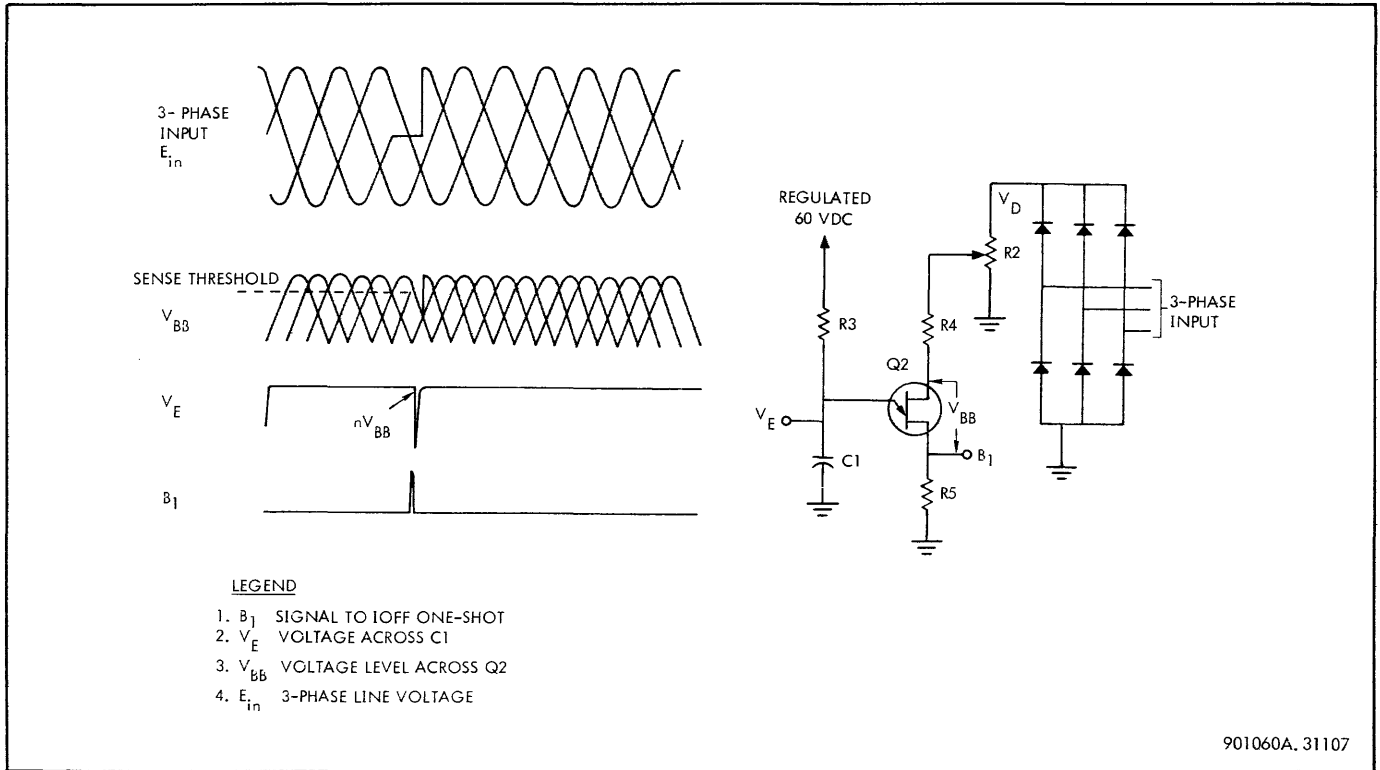 3- PHASE
INPUT
E_in
SENSE THRESHOLD
V_BB
V_E
nV_BB
B_1
REGULATED
60 VDC
R3
V_E
C1
Q2
R4
V_BB
B_1
R5
V_D
R2
3-PHASE
INPUT
LEGEND
1. B_1 SIGNAL TO IOFF ONE-SHOT
2. V_E VOLTAGE ACROSS C1
3. V_BB VOLTAGE LEVEL ACROSS Q2
4. E_in 3-PHASE LINE VOLTAGE
901060A. 31107